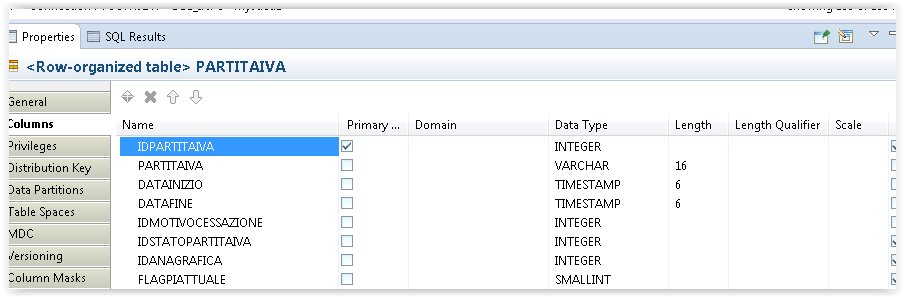 Properties SQL Results
<Row-organized table> PARTITAIVA
General
Columns
Privileges
Distribution Key
Data Partitions
Table Spaces
MDC
Versioning
Column Masks
Name Primary ... Domain Data Type Length Length Qualifier Scale
IDPARTITAIVA INTEGER
PARTITAIVA VARCHAR 16
DATAINIZIO TIMESTAMP 6
DATAFINE TIMESTAMP 6
IDMOTIVOCESSAZIONE INTEGER
IDSTATOPARTITAIVA INTEGER
IDANAGRAFICA INTEGER
FLAGPIATTUALE SMALLINT